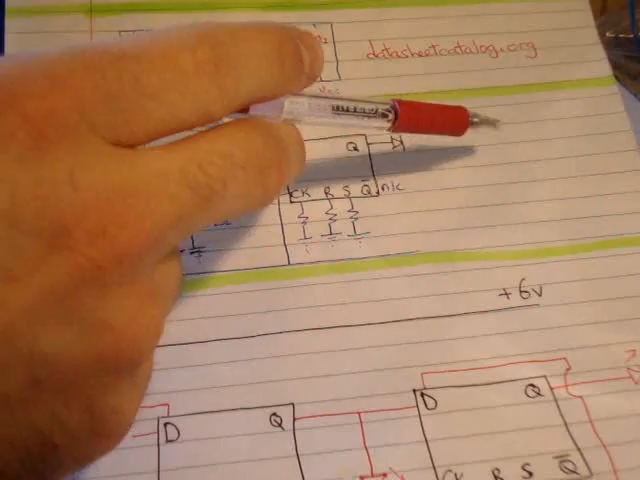 datasheetcatalog.org
Vcc
Q
CK R S Q̅ n/c
+6v
D Q D Q
CK R S Q̅